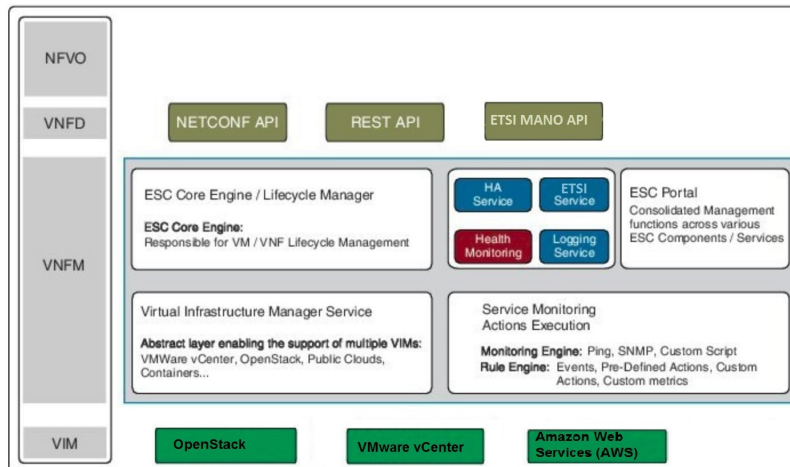 NFVO
VNFD
NETCONF API
REST API
ETSI MANO API
VNFM
ESC Core Engine / Lifecycle Manager
ESC Core Engine:
Responsible for VM / VNF Lifecycle Management
HA
Service
ETSI
Service
Health
Monitoring
Logging
Service
ESC Portal
Consolidated Management
functions across various
ESC Components / Services
Virtual Infrastructure Manager Service
Abstract layer enabling the support of multiple VIMs:
VMWare vCenter, OpenStack, Public Clouds,
Containers...
Service Monitoring
Actions Execution
Monitoring Engine: Ping, SNMP, Custom Script
Rule Engine: Events, Pre-Defined Actions, Custom
Actions, Custom metrics
VIM
OpenStack
VMware vCenter
Amazon Web
Services (AWS)